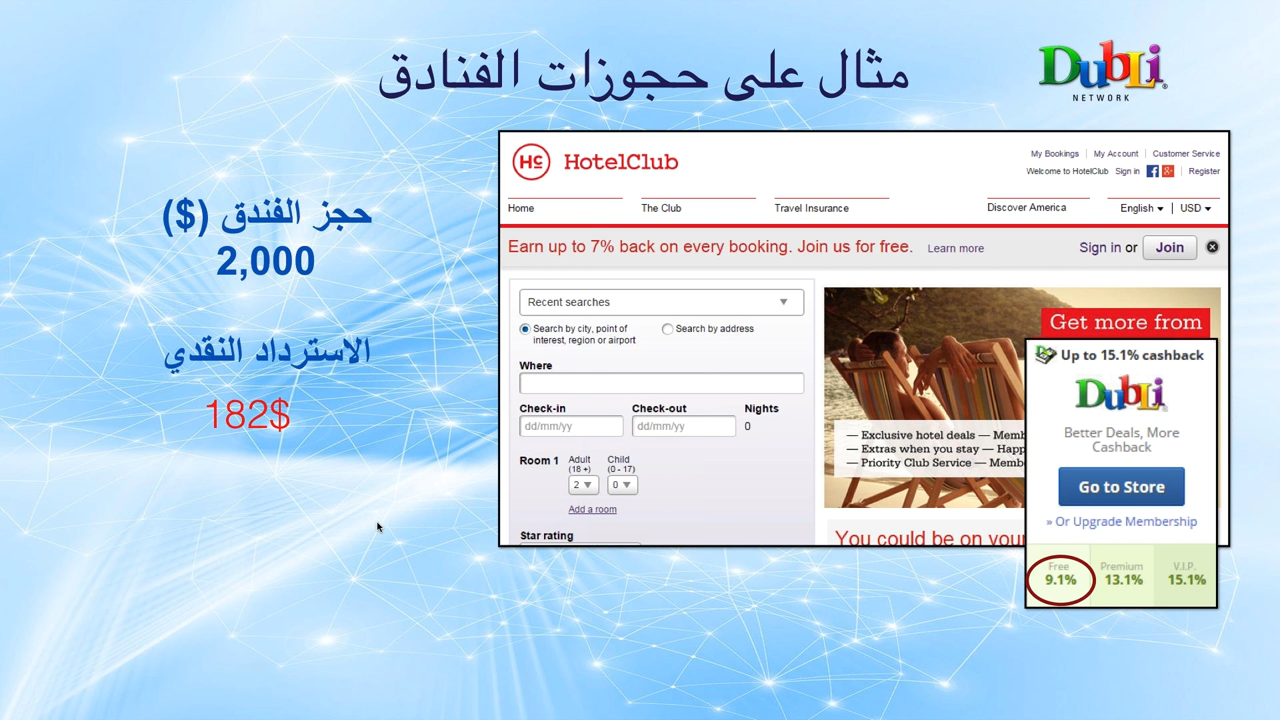 مثال على حجوزات الفنادق
DubLi
NETWORK
حجز الفندق ($)
2,000
الاسترداد النقدي
182$
HC HotelClub
My Bookings | My Account | Customer Service
Welcome to HotelClub Sign in | Register
Home The Club Travel Insurance Discover America English | USD
Earn up to 7% back on every booking. Join us for free. Learn more Sign in or Join
Recent searches
Search by city, point of interest, region or airport
Search by address
Where
Check-in Check-out Nights
dd/mm/yy dd/mm/yy 0
Room 1 Adult (18 +) Child (0 - 17)
2 0
Add a room
Star rating
Get more from
— Exclusive hotel deals — Memb
— Extras when you stay — Happ
— Priority Club Service — Membe
You could be on your
Up to 15.1% cashback
DubLi
Better Deals, More
Cashback
Go to Store
» Or Upgrade Membership
Free Premium V.I.P.
9.1% 13.1% 15.1%